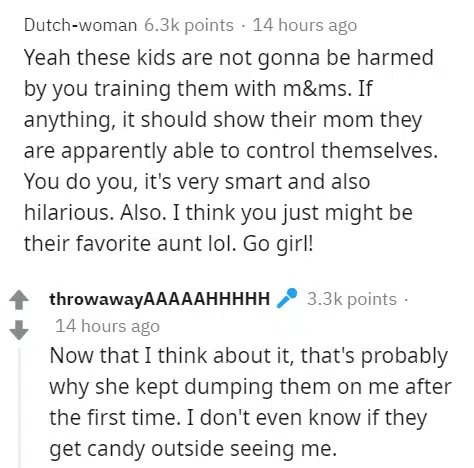 Dutch-woman 6.3k points · 14 hours ago
Yeah these kids are not gonna be harmed
by you training them with m&ms. If
anything, it should show their mom they
are apparently able to control themselves.
You do you, it's very smart and also
hilarious. Also. I think you just might be
their favorite aunt lol. Go girl!
throwawayAAAAAHHHHH 3.3k points ·
14 hours ago
Now that I think about it, that's probably
why she kept dumping them on me after
the first time. I don't even know if they
get candy outside seeing me.